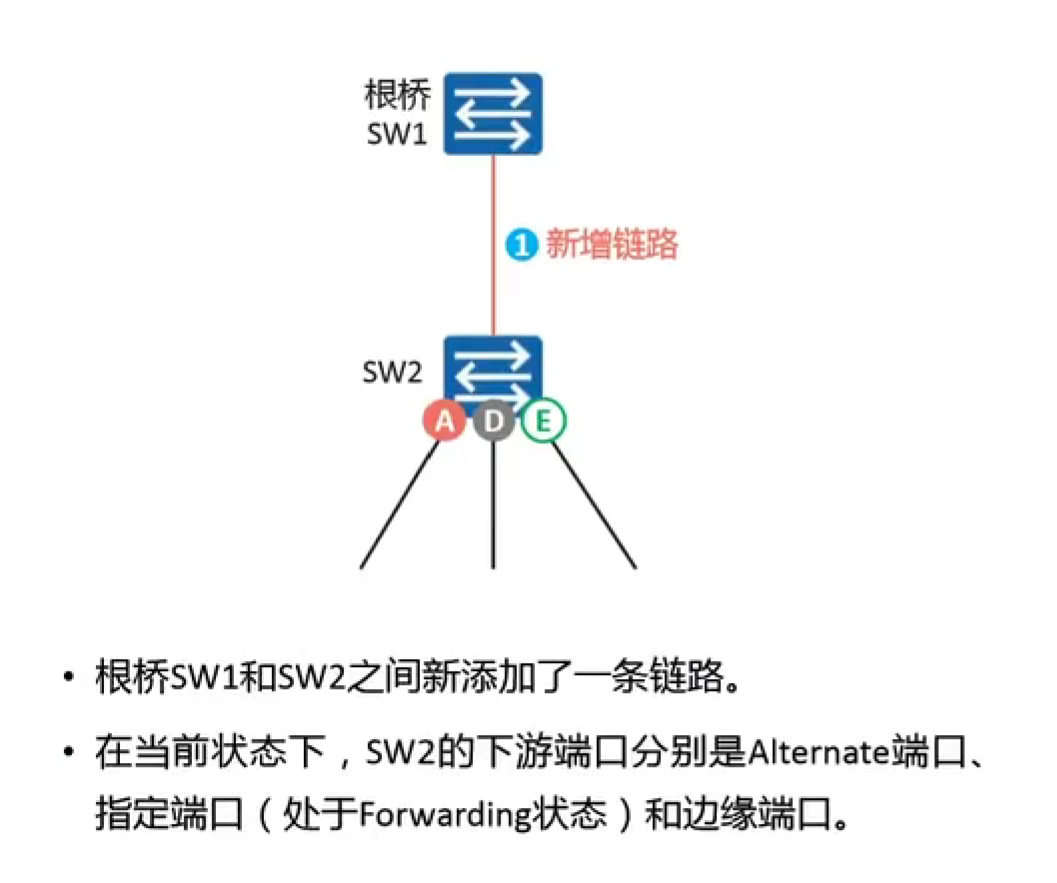 根桥
SW1
1 新增链路
SW2
A D E
• 根桥SW1和SW2之间新添加了一条链路。
• 在当前状态下，SW2的下游端口分别是Alternate端口、
指定端口（处于Forwarding状态）和边缘端口。